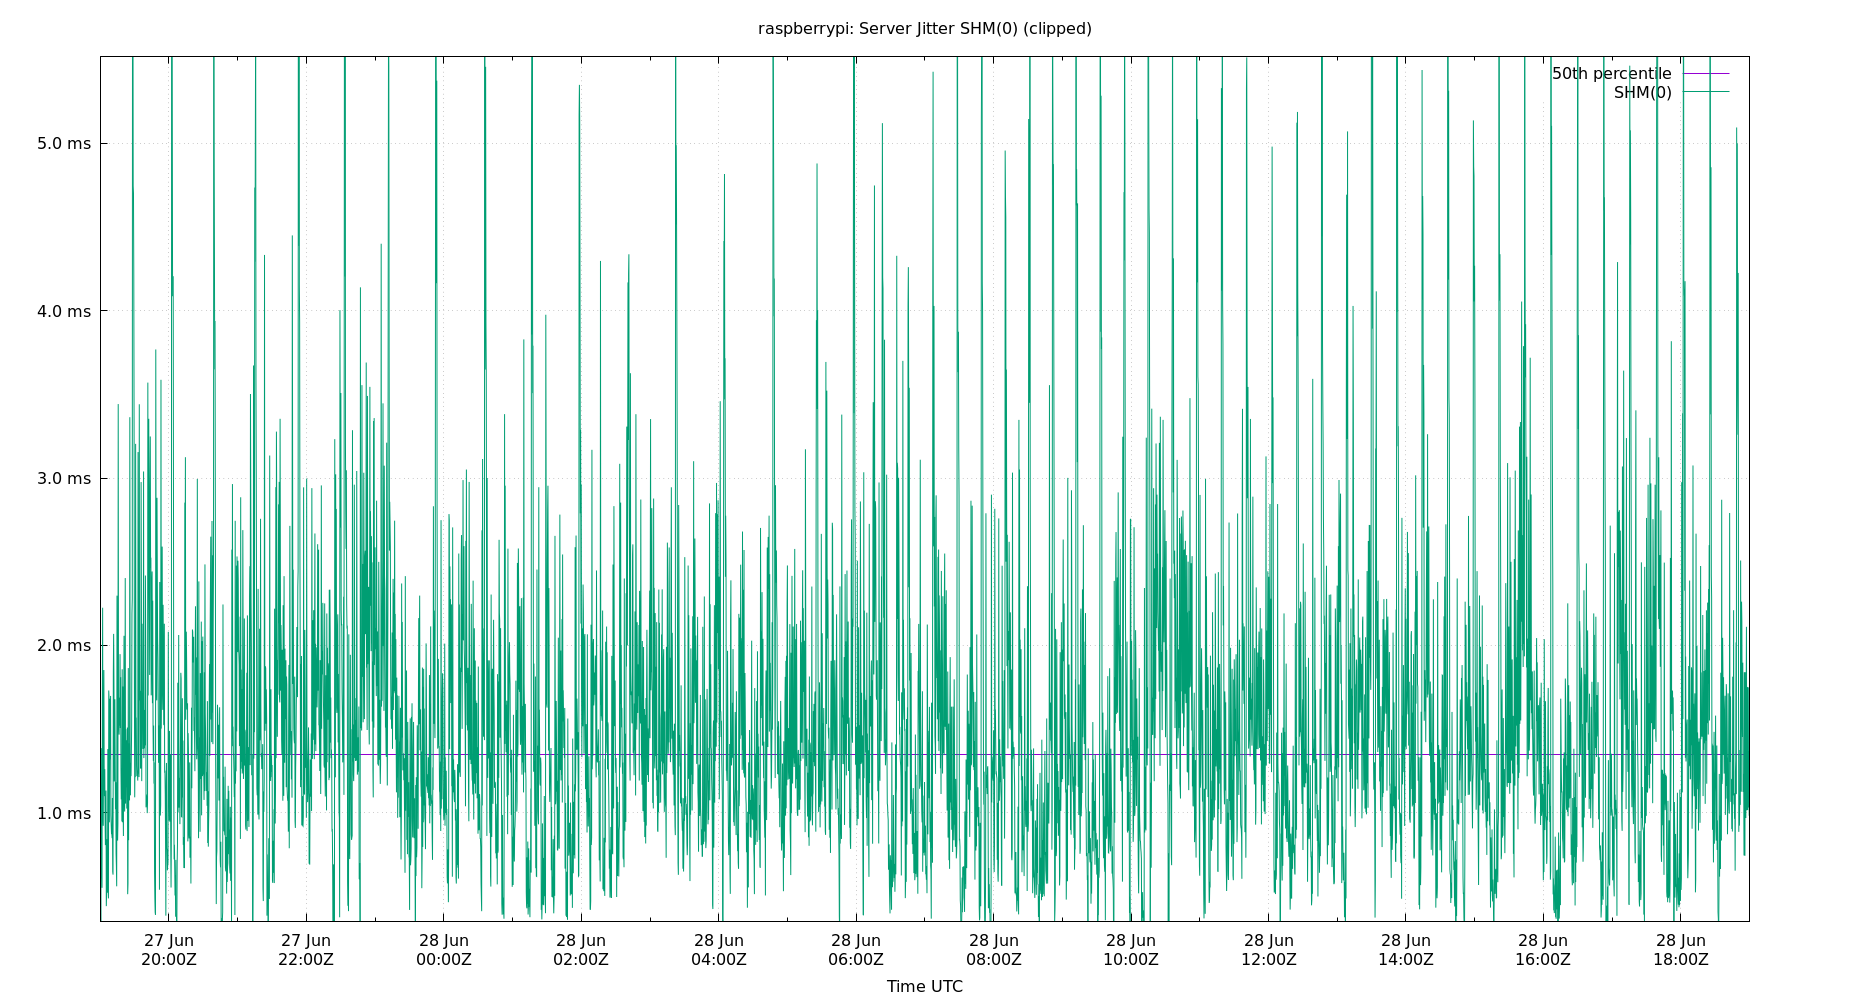 raspberrypi: Server Jitter SHM(0) (clipped)
50th percentile
SHM(0)
5.0 ms
4.0 ms
3.0 ms
2.0 ms
1.0 ms
27 Jun 27 Jun 28 Jun 28 Jun 28 Jun 28 Jun 28 Jun 28 Jun 28 Jun 28 Jun 28 Jun 28 Jun
20:00Z 22:00Z 00:00Z 02:00Z 04:00Z 06:00Z 08:00Z 10:00Z 12:00Z 14:00Z 16:00Z 18:00Z
Time UTC